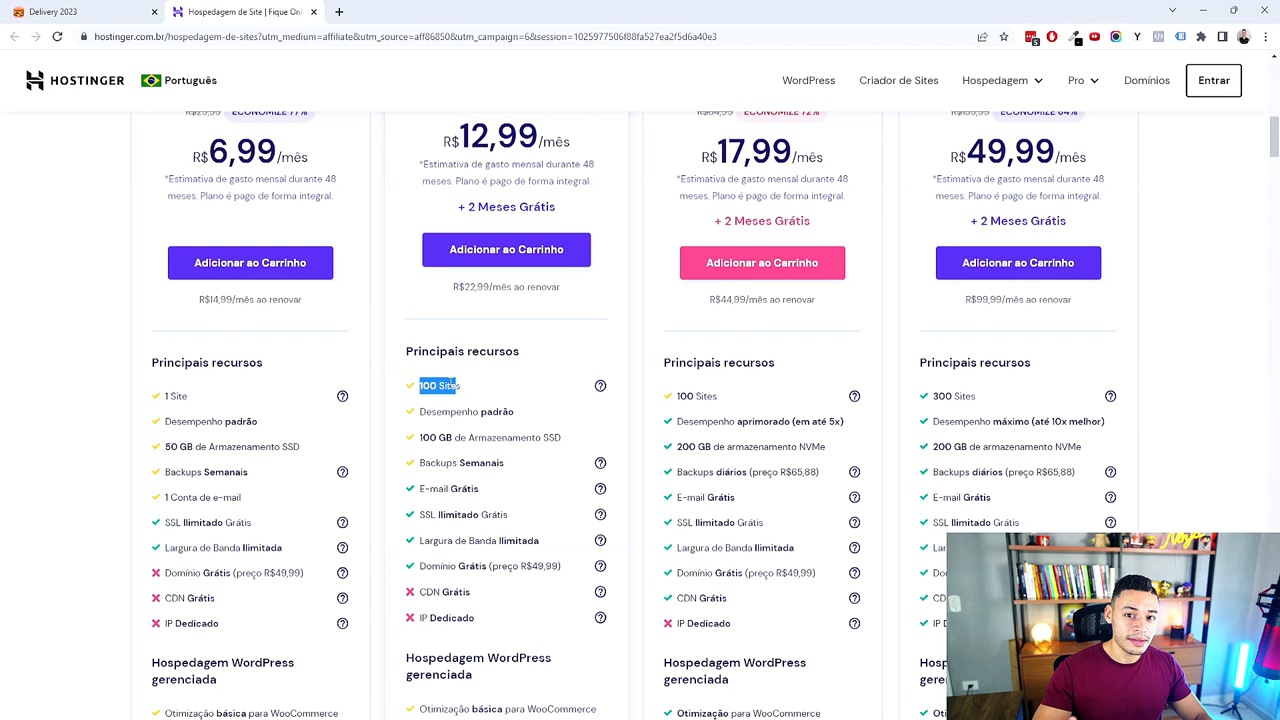 Delivery 2023
Hospedagem de Site | Fique Onl
hostinger.com.br/hospedagem-de-sites?utm_medium=affiliate&utm_source=aff86850&utm_campaign=6&session=1025977506f88fa527ea2f5d6a40e3
5
HOSTINGER
Português
WordPress
Criador de Sites
Hospedagem
Pro
Domínios
Entrar
ECONOMIZE 77%
R$6,99/mês
*Estimativa de gasto mensal durante 48
meses. Plano é pago de forma integral.
Adicionar ao Carrinho
R$14,99/mês ao renovar
Principais recursos
1 Site
Desempenho padrão
50 GB de Armazenamento SSD
Backups Semanais
1 Conta de e-mail
SSL Ilimitado Grátis
Largura de Banda Ilimitada
Domínio Grátis (preço R$49,99)
CDN Grátis
IP Dedicado
Hospedagem WordPress
gerenciada
Otimização básica para WooCommerce
R$12,99/mês
*Estimativa de gasto mensal durante 48
meses. Plano é pago de forma integral.
+ 2 Meses Grátis
Adicionar ao Carrinho
R$22,99/mês ao renovar
Principais recursos
100 Sites
Desempenho padrão
100 GB de Armazenamento SSD
Backups Semanais
E-mail Grátis
SSL Ilimitado Grátis
Largura de Banda Ilimitada
Domínio Grátis (preço R$49,99)
CDN Grátis
IP Dedicado
Hospedagem WordPress
gerenciada
Otimização básica para WooCommerce
ECONOMIZE 72%
R$17,99/mês
*Estimativa de gasto mensal durante 48
meses. Plano é pago de forma integral.
+ 2 Meses Grátis
Adicionar ao Carrinho
R$44,99/mês ao renovar
Principais recursos
100 Sites
Desempenho aprimorado (em até 5x)
200 GB de armazenamento NVMe
Backups diários (preço R$65,88)
E-mail Grátis
SSL Ilimitado Grátis
Largura de Banda Ilimitada
Domínio Grátis (preço R$49,99)
CDN Grátis
IP Dedicado
Hospedagem WordPress
gerenciada
Otimização para WooCommerce
ECONOMIZE 64%
R$49,99/mês
*Estimativa de gasto mensal durante 48
meses. Plano é pago de forma integral.
+ 2 Meses Grátis
Adicionar ao Carrinho
R$99,99/mês ao renovar
Principais recursos
300 Sites
Desempenho máximo (até 10x melhor)
200 GB de armazenamento NVMe
Backups diários (preço R$65,88)
E-mail Grátis
SSL Ilimitado Grátis